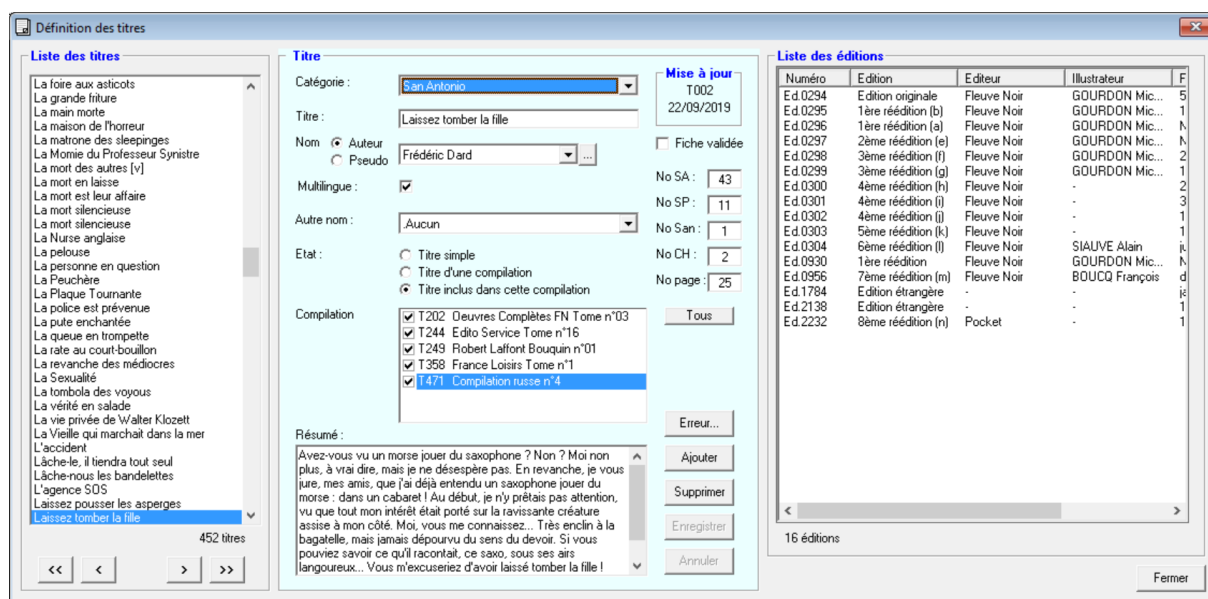 Définition des titres
Liste des titres
La foire aux asticots
La grande friture
La main morte
La maison de l'horreur
La matrone des sleepinges
La Momie du Professeur Synistre
La mort des autres [v]
La mort en laisse
La mort est leur affaire
La mort silencieuse
La mort silencieuse
La Nurse anglaise
La pelouse
La personne en question
La Peuchère
La Plaque Tournante
La police est prévenue
La pute enchantée
La queue en trompette
La rate au court-bouillon
La revanche des médiocres
La Sexualité
La tombola des voyous
La vérité en salade
La vie privée de Walter Klozett
La Vieille qui marchait dans la mer
L'accident
Lâche-le, il tiendra tout seul
Lâche-nous les bandelettes
L'agence SOS
Laissez pousser les asperges
Laissez tomber la fille
452 titres
<< < > >>
Titre
Catégorie : San Antonio
Titre : Laissez tomber la fille
Nom Auteur
Pseudo
Frédéric Dard ...
Multilingue :
Autre nom : .Aucun
Etat : Titre simple
Titre d'une compilation
Titre inclus dans cette compilation
Compilation
T202 Oeuvres Complètes FN Tome n°03
T244 Edito Service Tome n°16
T249 Robert Laffont Bouquin n°01
T358 France Loisirs Tome n°1
T471 Compilation russe n°4
Résumé :
Avez-vous vu un morse jouer du saxophone ? Non ? Moi non
plus, à vrai dire, mais je ne désespère pas. En revanche, je vous
jure, mes amis, que j'ai déjà entendu un saxophone jouer du
morse : dans un cabaret ! Au début, je n'y prêtais pas attention,
vu que tout mon intérêt était porté sur la ravissante créature
assise à mon côté. Moi, vous me connaissez... Très enclin à la
bagatelle, mais jamais dépourvu du sens du devoir. Si vous
pouviez savoir ce qu'il racontait, ce saxo, sous ses airs
langoureux... Vous m'excuseriez d'avoir laissé tomber la fille !
Mise à jour
T002
22/09/2019
Fiche validée
No SA : 43
No SP : 11
No San : 1
No CH : 2
No page : 25
Tous
Erreur...
Ajouter
Supprimer
Enregistrer
Annuler
Liste des éditions
Numéro Edition Editeur Illustrateur F
Ed.0294 Edition originale Fleuve Noir GOURDON Mic... 5
Ed.0295 1ère réédition (b) Fleuve Noir GOURDON Mic... 1
Ed.0296 1ère réédition (a) Fleuve Noir GOURDON Mic...
Ed.0297 2ème réédition (e) Fleuve Noir GOURDON Mic...
Ed.0298 3ème réédition (f) Fleuve Noir GOURDON Mic... 2
Ed.0299 3ème réédition (g) Fleuve Noir GOURDON Mic... 1
Ed.0300 4ème réédition (h) Fleuve Noir - 2
Ed.0301 4ème réédition (i) Fleuve Noir - 3
Ed.0302 4ème réédition (j) Fleuve Noir - 1
Ed.0303 5ème réédition (k) Fleuve Noir - 1
Ed.0304 6ème réédition (l) Fleuve Noir SIAUVE Alain
Ed.0930 1ère réédition Fleuve Noir GOURDON Mic...
Ed.0956 7ème réédition (m) Fleuve Noir BOUCQ François d
Ed.1784 Edition étrangère - -
Ed.2138 Edition étrangère - - 1
Ed.2232 8ème réédition (n) Pocket - 1
16 éditions
Fermer